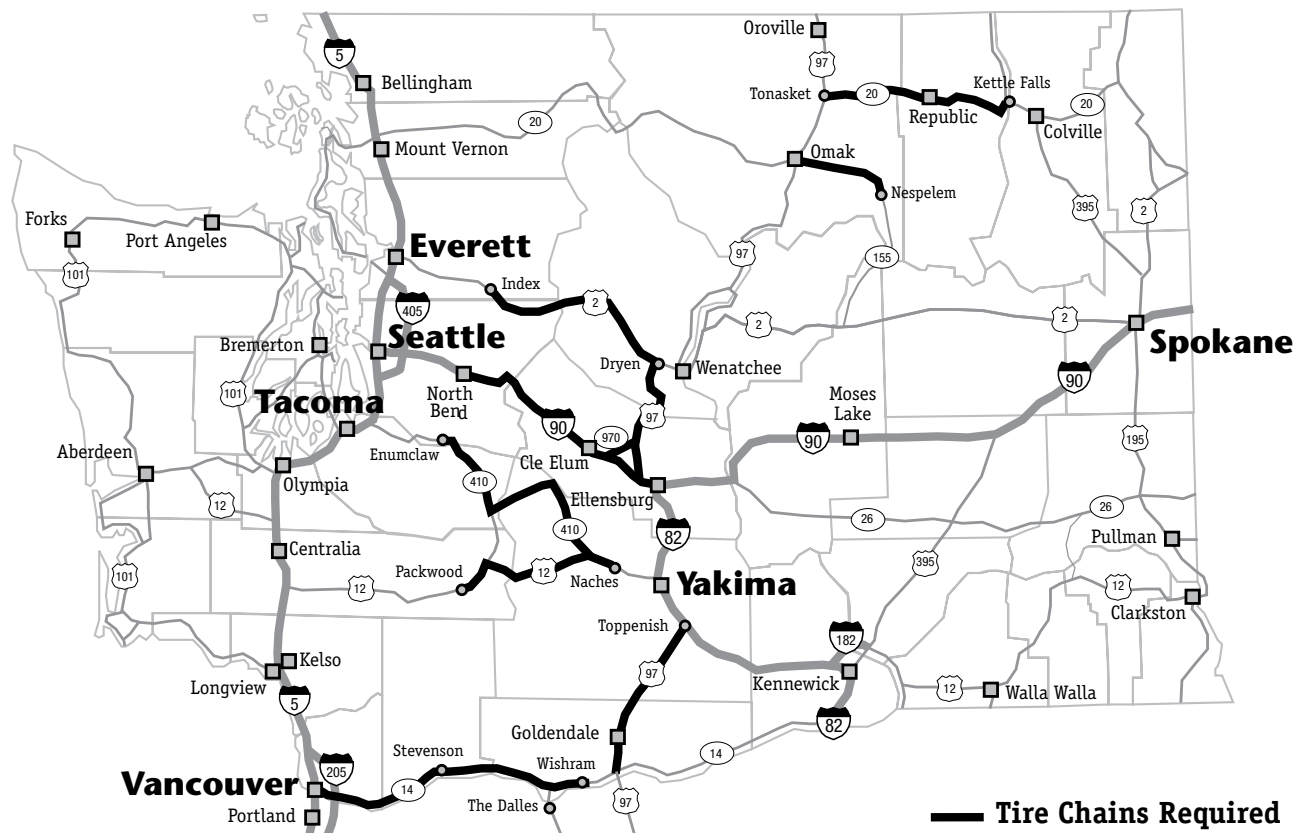 Oroville
97
5
Bellingham
Kettle Falls
Tonasket
20
20
Republic
Colville
20
Mount Vernon
Omak
Nespelem
Forks
Port Angeles
395
2
101
Everett
97
155
Index
405
2
2
2
Seattle
Spokane
Bremerton
Dryen
Wenatchee
North
Bend
90
101
Tacoma
Moses
Lake
97
90
970
90
Aberdeen
Enumclaw
Cle Elum
195
Olympia
410
Ellensburg
12
26
26
410
82
Pullman
Centralia
395
101
Packwood
12
Naches
12
Yakima
12
Clarkston
Toppenish
182
Kelso
97
Longview
Kennewick
12
Walla Walla
5
82
Goldendale
Stevenson
Wishram
14
205
Vancouver
14
The Dalles
97
Portland
Tire Chains Required